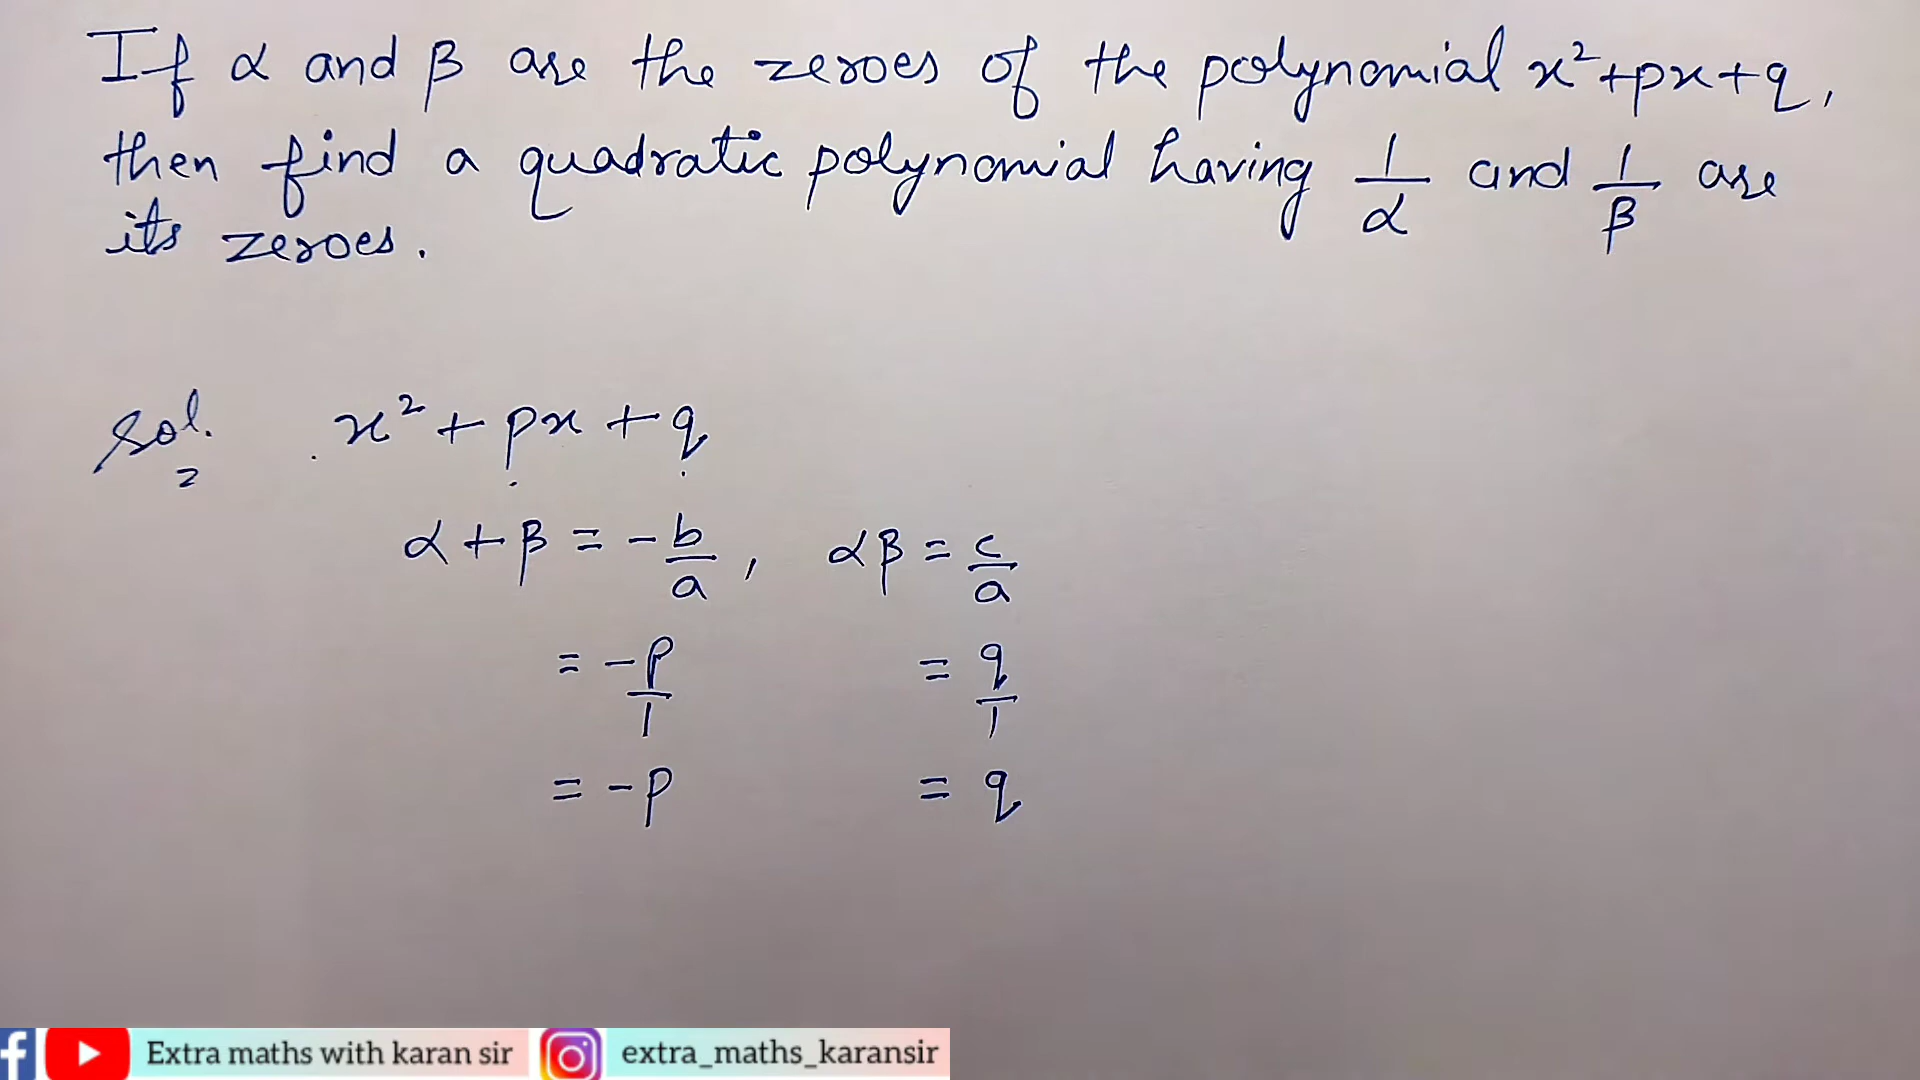 If α and β are the zeroes of the polynomial x²+px+q,
then find a quadratic polynomial having 1/α and 1/β are
its zeroes.
Sol. x² + px + q
α + β = -b/a, αβ = c/a
= -p/1 = q/1
= -p = q
Extra maths with karan sir extra_maths_karansir